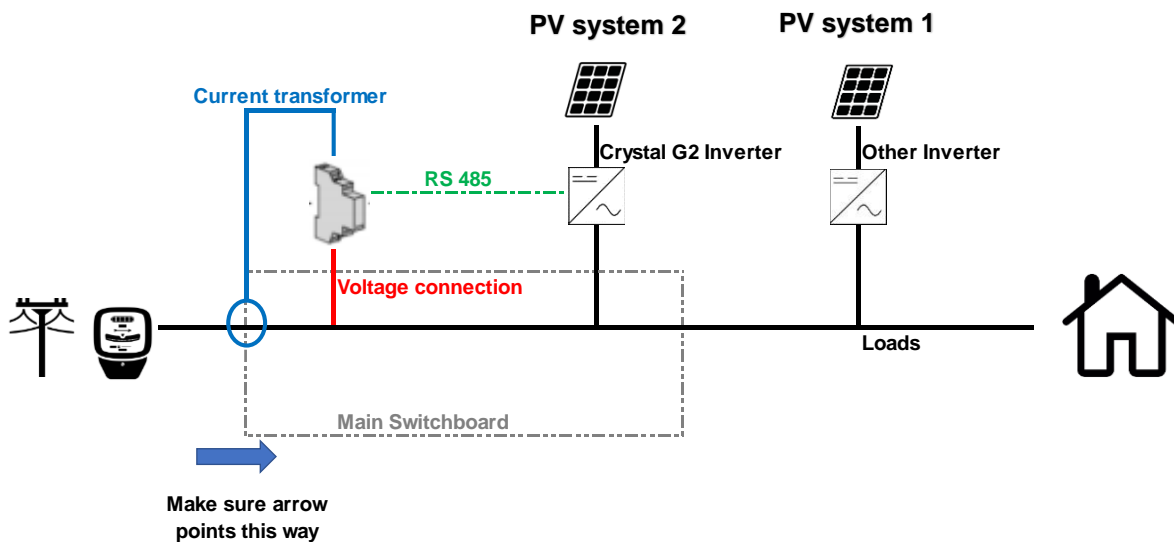 PV system 2
PV system 1
Current transformer
Crystal G2 Inverter
Other Inverter
RS 485
Voltage connection
Loads
Main Switchboard
Make sure arrow
points this way